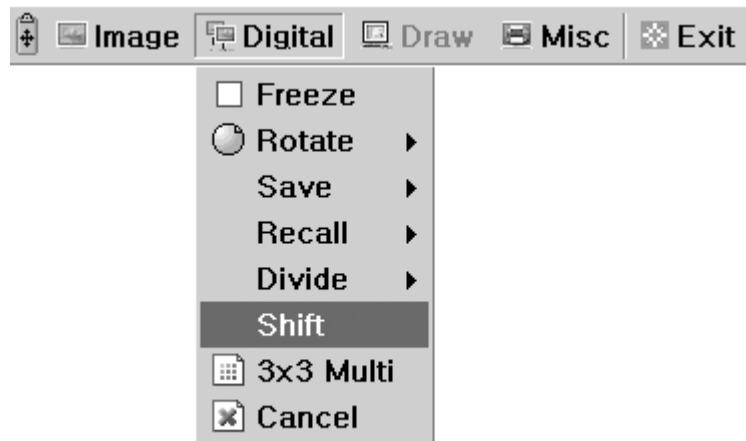 Image Digital Draw Misc Exit
Freeze
Rotate
Save
Recall
Divide
Shift
3x3 Multi
Cancel